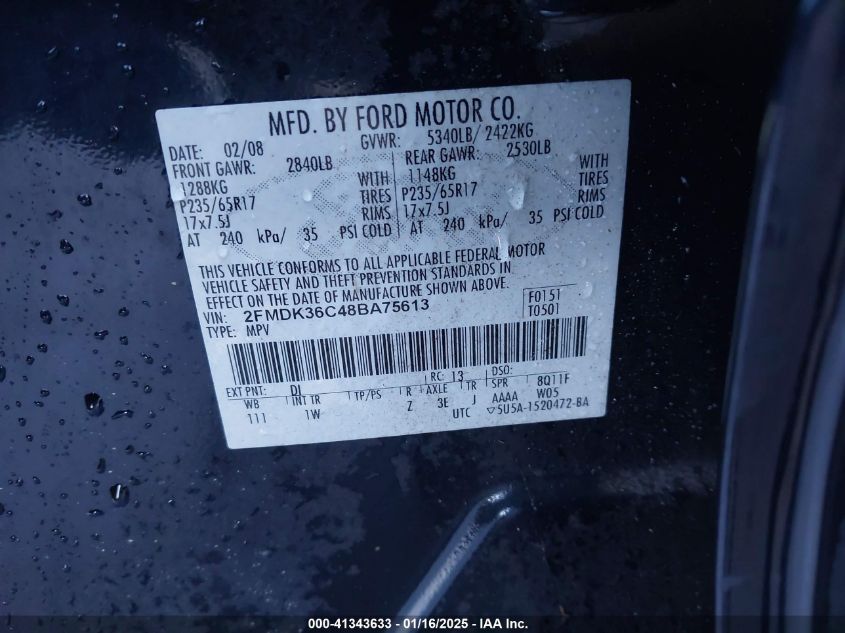 MFD. BY FORD MOTOR CO.
DATE: 02/08 GVWR: 5340LB/ 2422KG
FRONT GAWR: 2840LB REAR GAWR: 2530LB
1288KG WITH 1148KG WITH
P235/65R17 TIRES P235/65R17 TIRES
17x7.5J RIMS 17x7.5J RIMS
AT 240 kPa/ 35 PSI COLD AT 240 kPa/ 35 PSI COLD
THIS VEHICLE CONFORMS TO ALL APPLICABLE FEDERAL MOTOR
VEHICLE SAFETY AND THEFT PREVENTION STANDARDS IN
EFFECT ON THE DATE OF MANUFACTURE SHOWN ABOVE.
VIN: 2FMDK36C48BA75613 F0151
TYPE: MPV T0501
EXT PNT: DL RC: 13 DSO:
WB INT TR TP/PS R AXLE TR SPR 8Q11F
111 1W Z 3E J AAAA W05
UTC ▽5U5A-1520472-BA
000-41343633 - 01/16/2025 - IAA Inc.